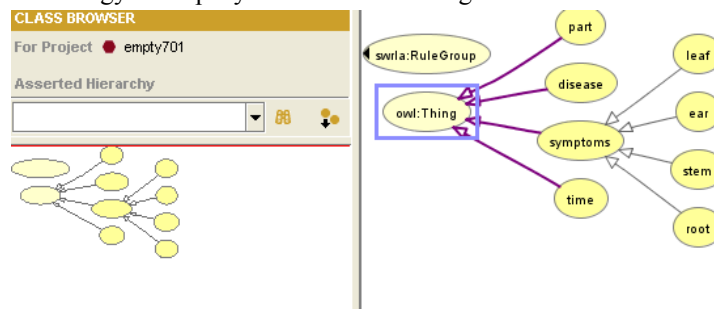 CLASS BROWSER
For Project empty701
Asserted Hierarchy
part
swrla:RuleGroup
leaf
disease
owl:Thing
ear
symptoms
stem
time
root